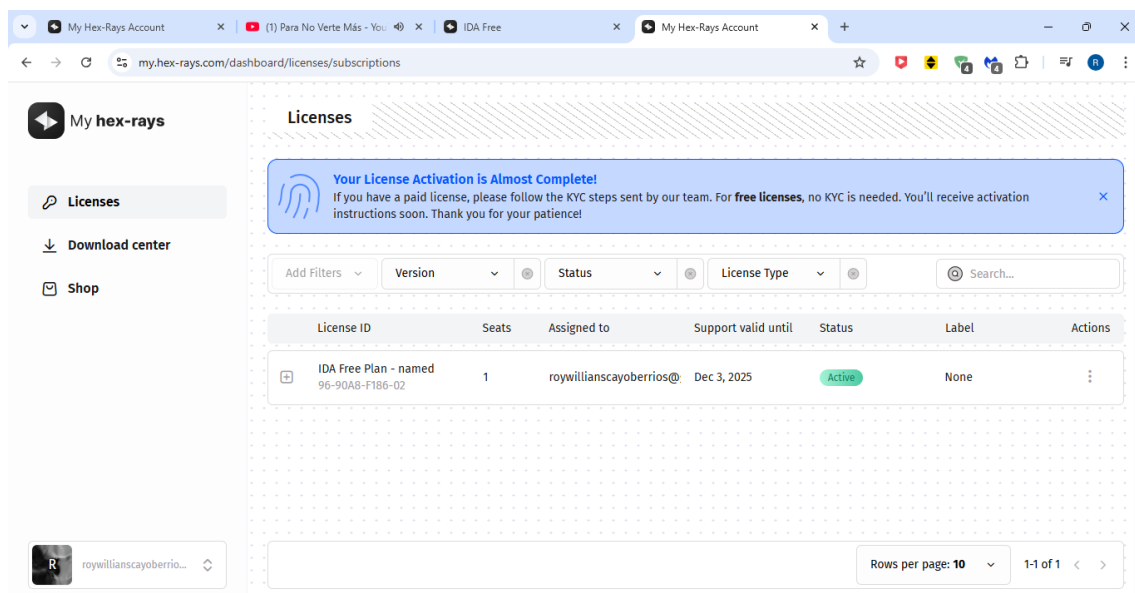 My Hex-Rays Account
(1) Para No Verte Más - You
IDA Free
My Hex-Rays Account
my.hex-rays.com/dashboard/licenses/subscriptions
4
4
R
My hex-rays
Licenses
Download center
Shop
Licenses
Your License Activation is Almost Complete!
If you have a paid license, please follow the KYC steps sent by our team. For free licenses, no KYC is needed. You'll receive activation
instructions soon. Thank you for your patience!
Add Filters
Version
Status
License Type
Search...
License ID Seats Assigned to Support valid until Status Label Actions
IDA Free Plan - named
96-90A8-F186-02
1 roywillianscayoberrios@ Dec 3, 2025 Active None
R
roywillianscayoberrio...
Rows per page: 10
1-1 of 1